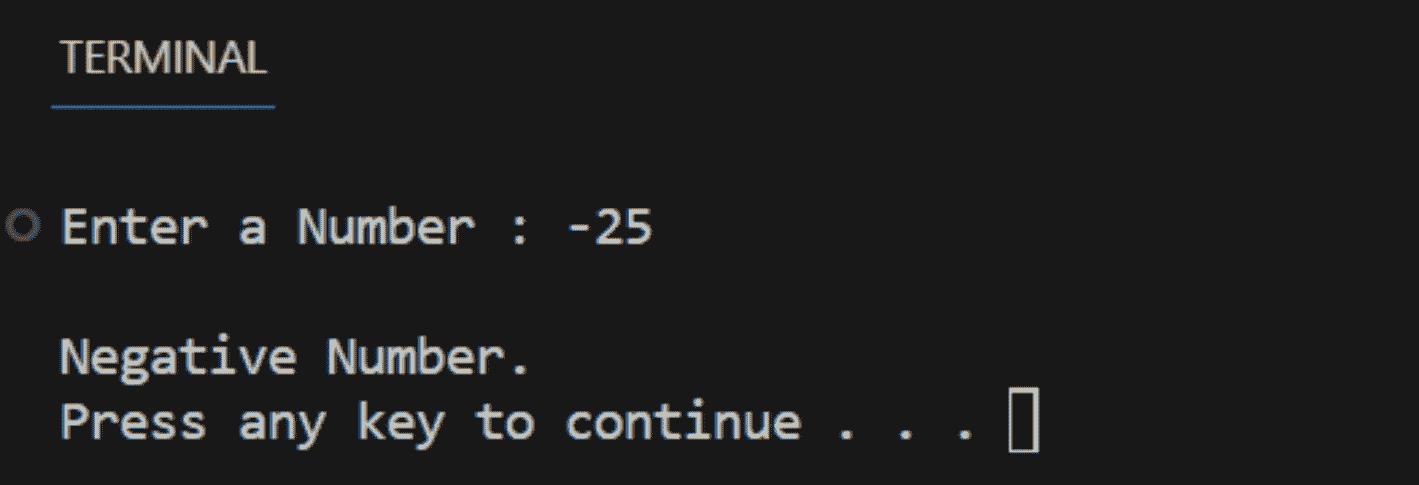 TERMINAL
Enter a Number : -25
Negative Number.
Press any key to continue . . .